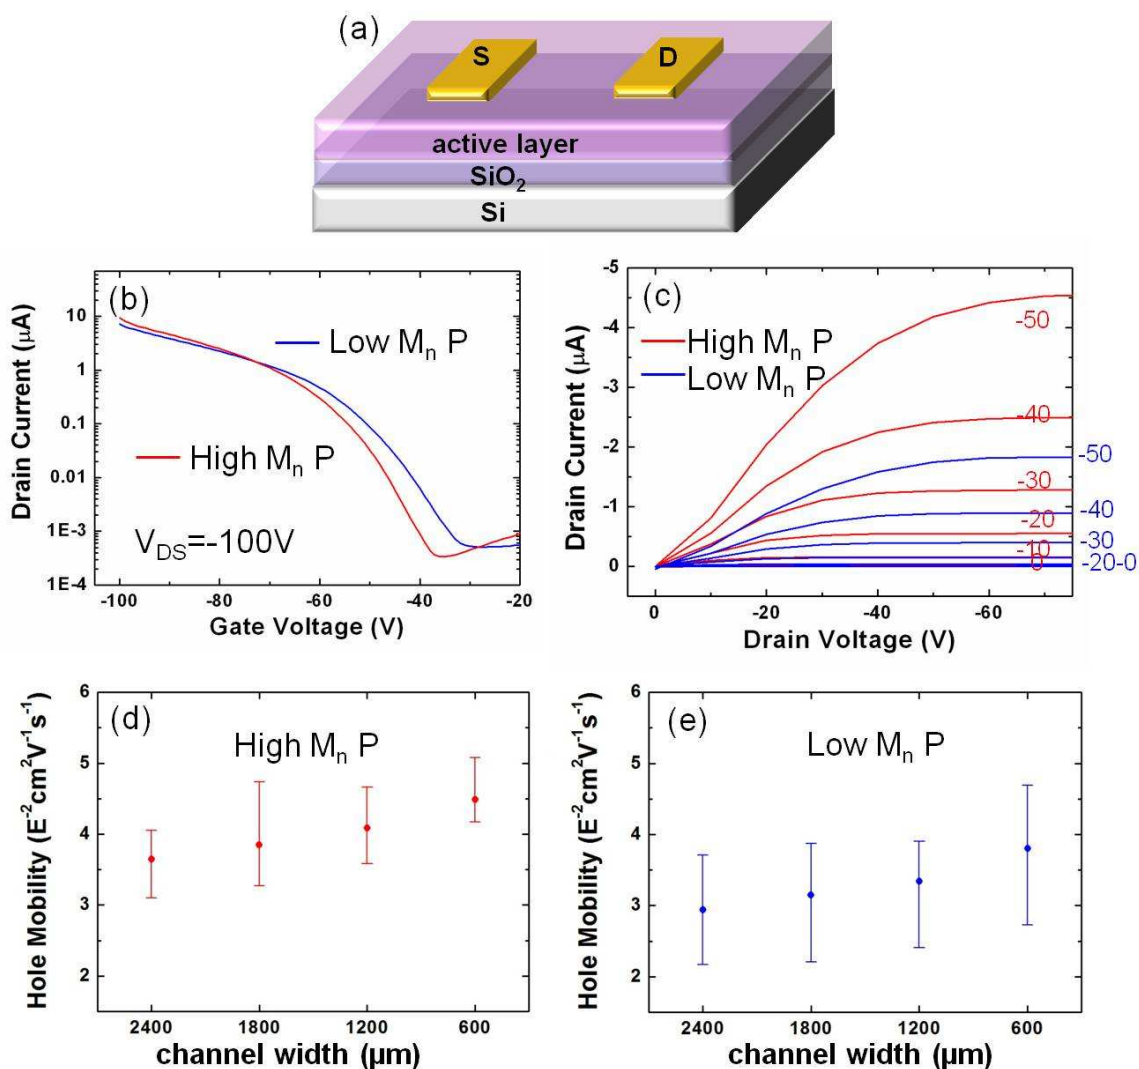 (a)
S
D
active layer
SiO₂
Si
(b)
Drain Current (μA)
10
1
0.1
0.01
1E-3
1E-4
Low Mₙ P
High Mₙ P
V_DS=-100V
-100
-80
-60
-40
-20
Gate Voltage (V)
(c)
Drain Current (μA)
-5
-4
-3
-2
-1
0
High Mₙ P
Low Mₙ P
-50
-40
-30
-20
-10
0
-50
-40
-30
-20-0
0
-20
-40
-60
Drain Voltage (V)
(d)
High Mₙ P
Hole Mobility (E⁻²cm²V⁻¹s⁻¹)
6
5
4
3
2
2400
1800
1200
600
channel width (μm)
(e)
Low Mₙ P
Hole Mobility (E⁻²cm²V⁻¹s⁻¹)
6
5
4
3
2
2400
1800
1200
600
channel width (μm)